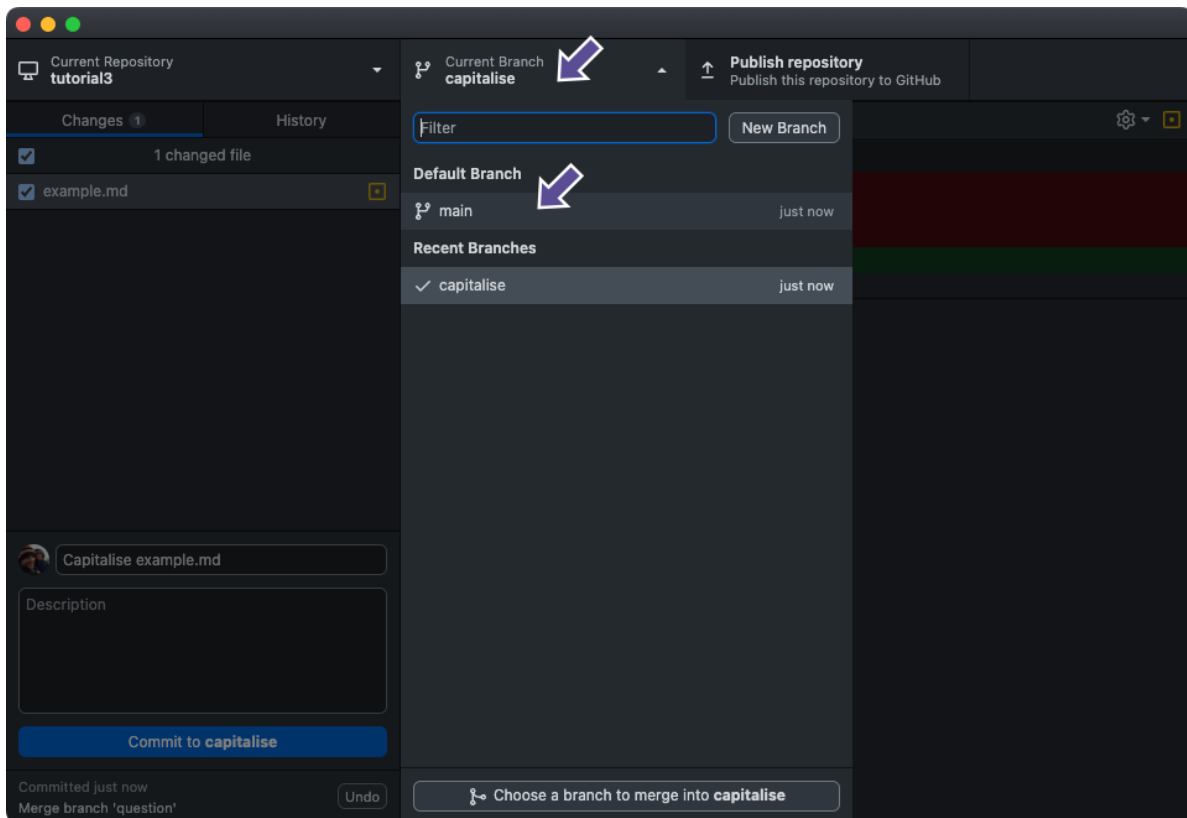 Current Repository
tutorial3
Current Branch
capitalise
Publish repository
Publish this repository to GitHub
Changes 1
History
1 changed file
example.md
Filter
New Branch
Default Branch
main just now
Recent Branches
capitalise just now
Capitalise example.md
Description
Commit to capitalise
Committed just now
Merge branch 'question'
Undo
Choose a branch to merge into capitalise